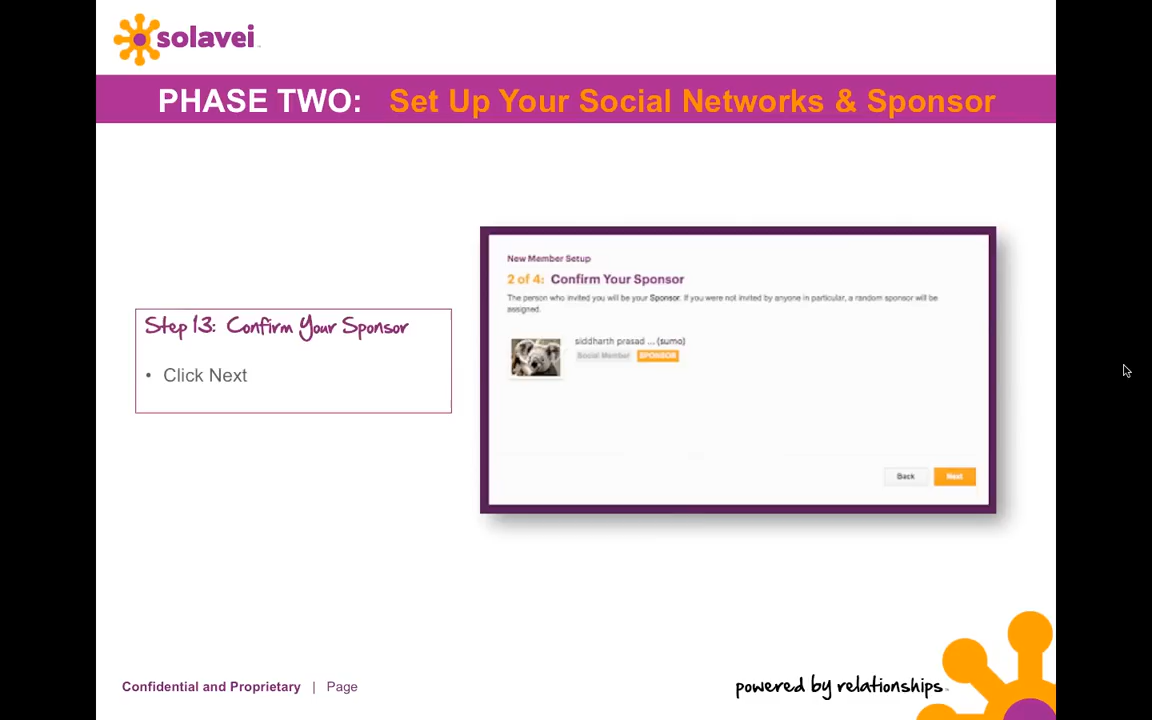 solavei
PHASE TWO: Set Up Your Social Networks & Sponsor
Step 13: Confirm Your Sponsor
• Click Next
New Member Setup
2 of 4: Confirm Your Sponsor
The person who invited you will be your Sponsor. If you were not invited by anyone in particular, a random sponsor will be
assigned.
siddharth prasad ... (sumo)
Social Member SPONSOR
Back Next
Confidential and Proprietary | Page
powered by relationships